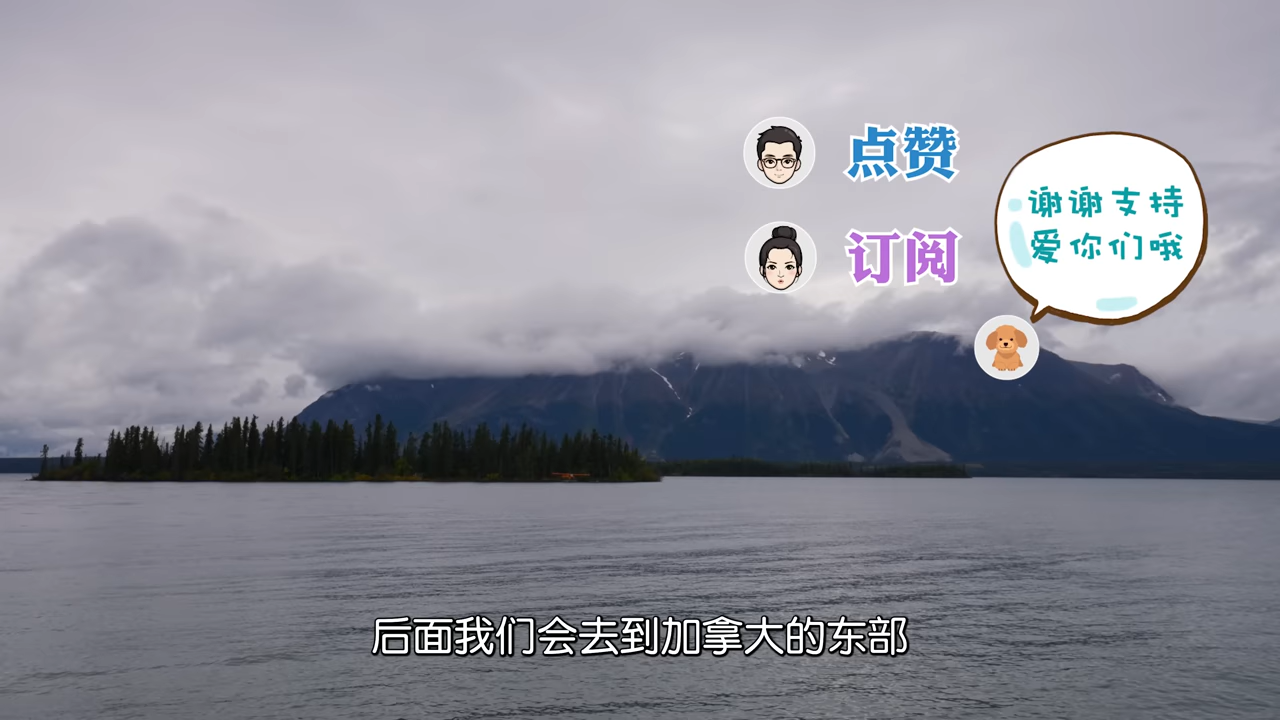 点赞
订阅
谢谢支持
爱你们哦
后面我们会去到加拿大的东部